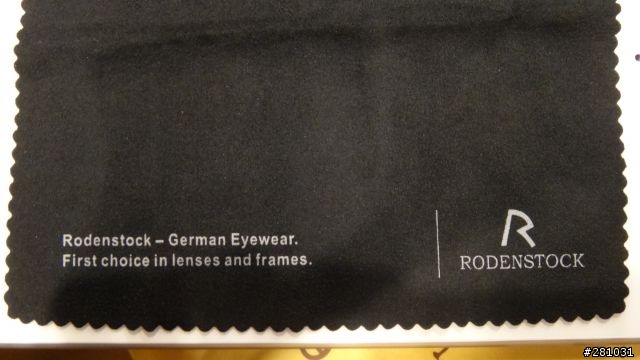 Rodenstock – German Eyewear.
First choice in lenses and frames.
R
RODENSTOCK
#281031